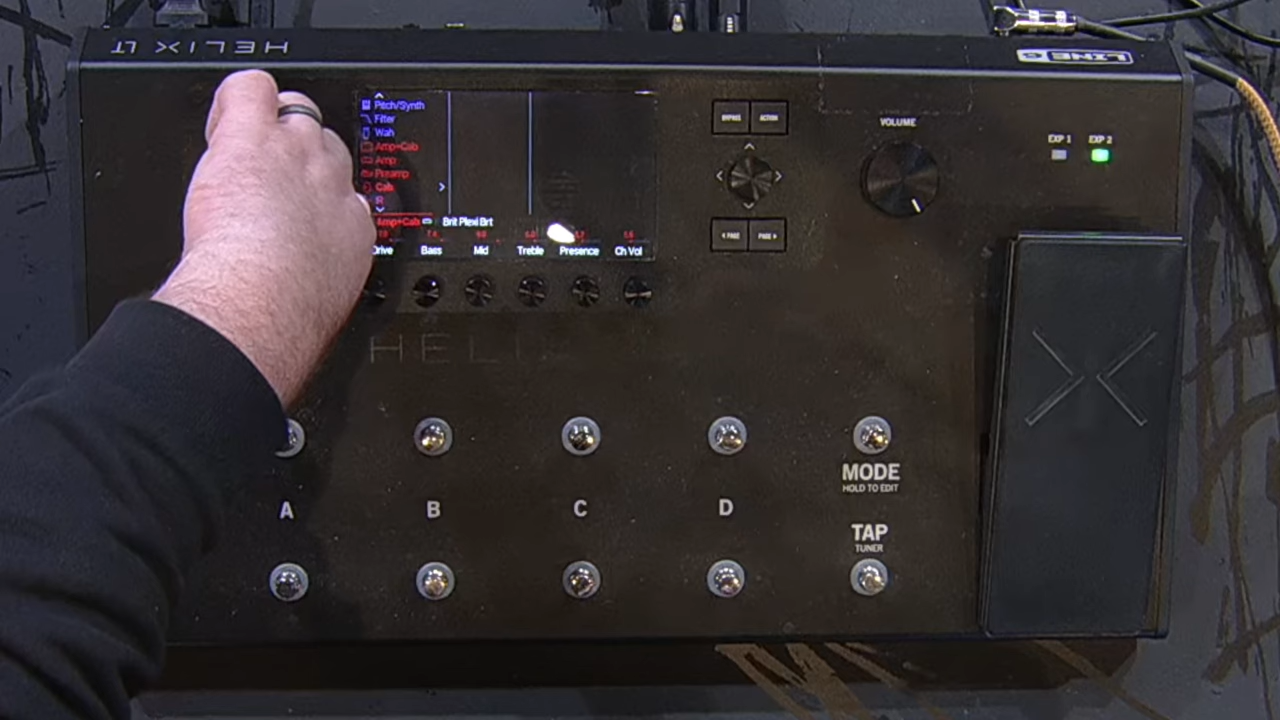 HELIX LT
LINE 6
Pitch/Synth
Filter
Wah
Amp+Cab
Amp
Preamp
Cab
Amp+Cab Brit Plexi Brt
Drive Bass Mid Treble Presence Ch Vol
BYPASS ACTION
< PAGE PAGE >
VOLUME
EXP 1 EXP 2
HELIX
MODE
HOLD TO EDIT
A B C D
TAP
TUNER